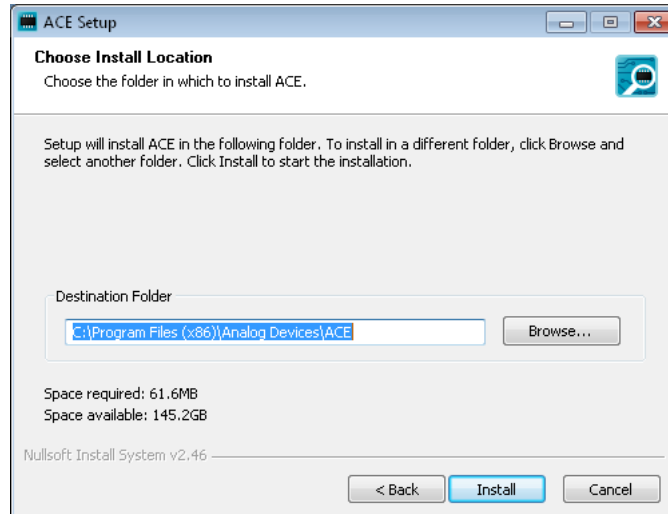 ACE Setup
Choose Install Location
Choose the folder in which to install ACE.
Setup will install ACE in the following folder. To install in a different folder, click Browse and
select another folder. Click Install to start the installation.
Destination Folder
C:\Program Files (x86)\Analog Devices\ACE
Browse...
Space required: 61.6MB
Space available: 145.2GB
Nullsoft Install System v2.46
< Back
Install
Cancel